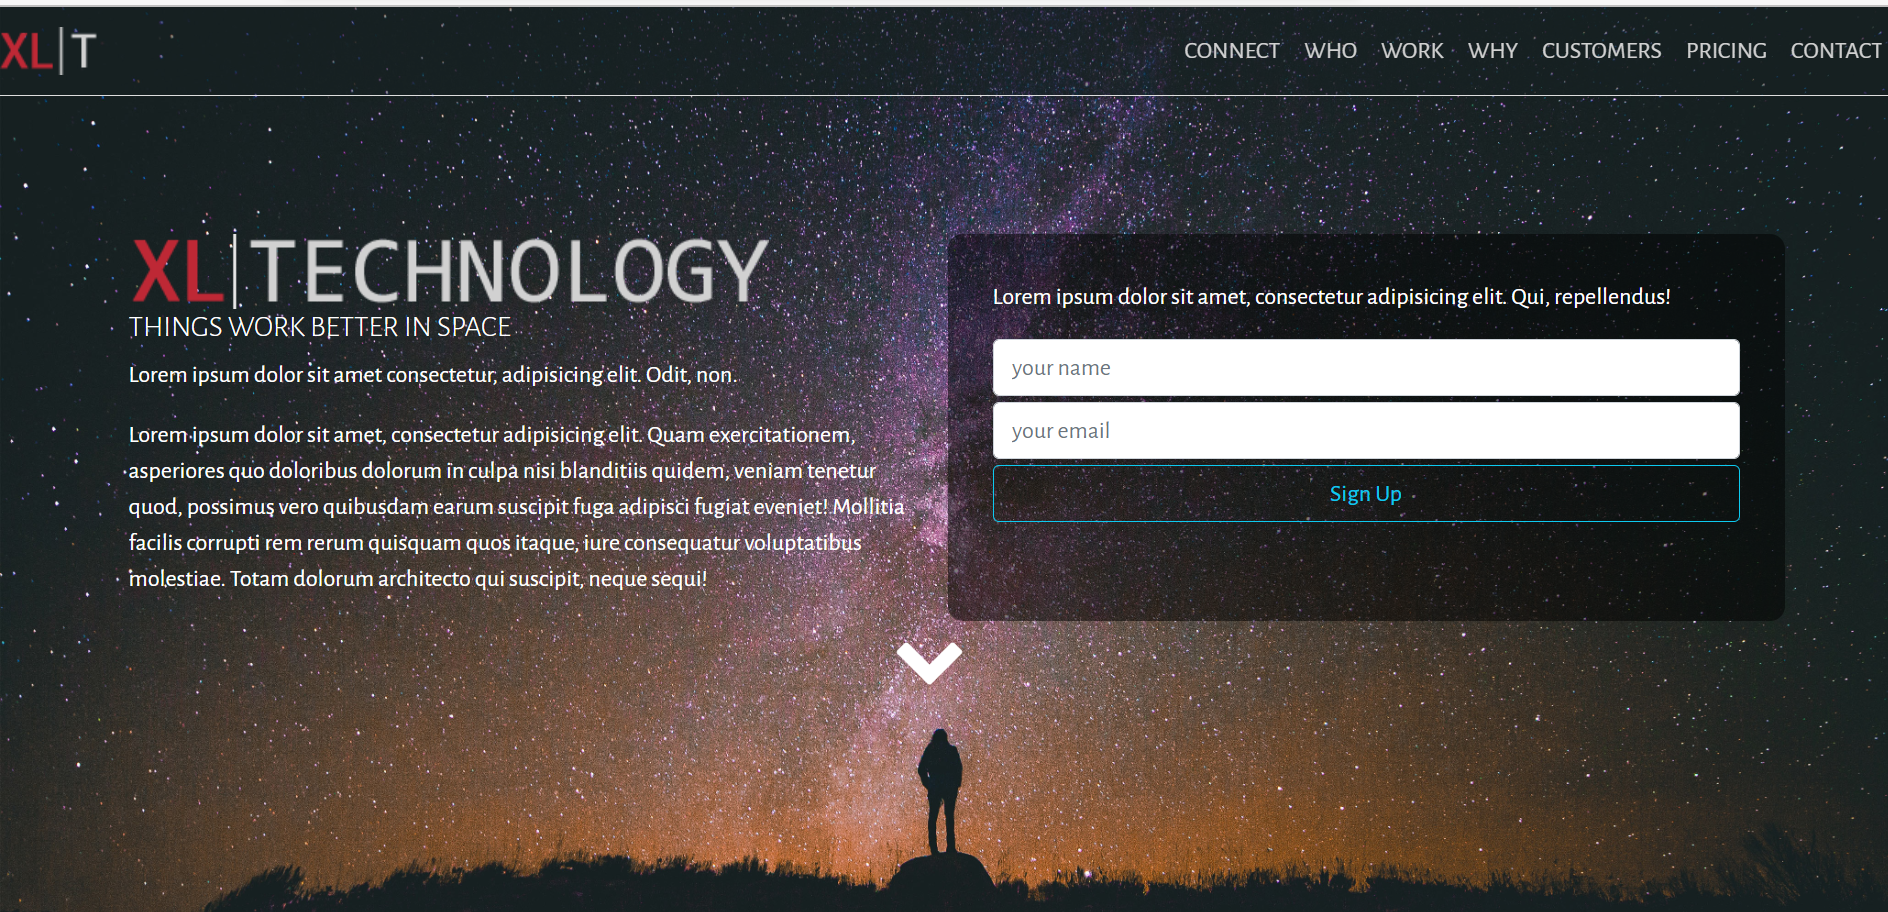 XL|T
CONNECT WHO WORK WHY CUSTOMERS PRICING CONTACT
XL|TECHNOLOGY
THINGS WORK BETTER IN SPACE
Lorem ipsum dolor sit amet consectetur, adipisicing elit. Odit, non.
Lorem ipsum dolor sit amet, consectetur adipisicing elit. Quam exercitationem,
asperiores quo doloribus dolorum in culpa nisi blanditiis quidem, veniam tenetur
quod, possimus vero quibusdam earum suscipit fuga adipisci fugiat eveniet! Mollitia
facilis corrupti rem rerum quisquam quos itaque, iure consequatur voluptatibus
molestiae. Totam dolorum architecto qui suscipit, neque sequi!
Lorem ipsum dolor sit amet, consectetur adipisicing elit. Qui, repellendus!
your name
your email
Sign Up